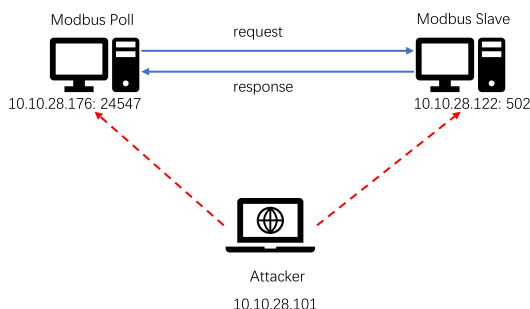 Modbus Poll
Modbus Slave
request
response
10.10.28.176: 24547
10.10.28.122: 502
Attacker
10.10.28.101